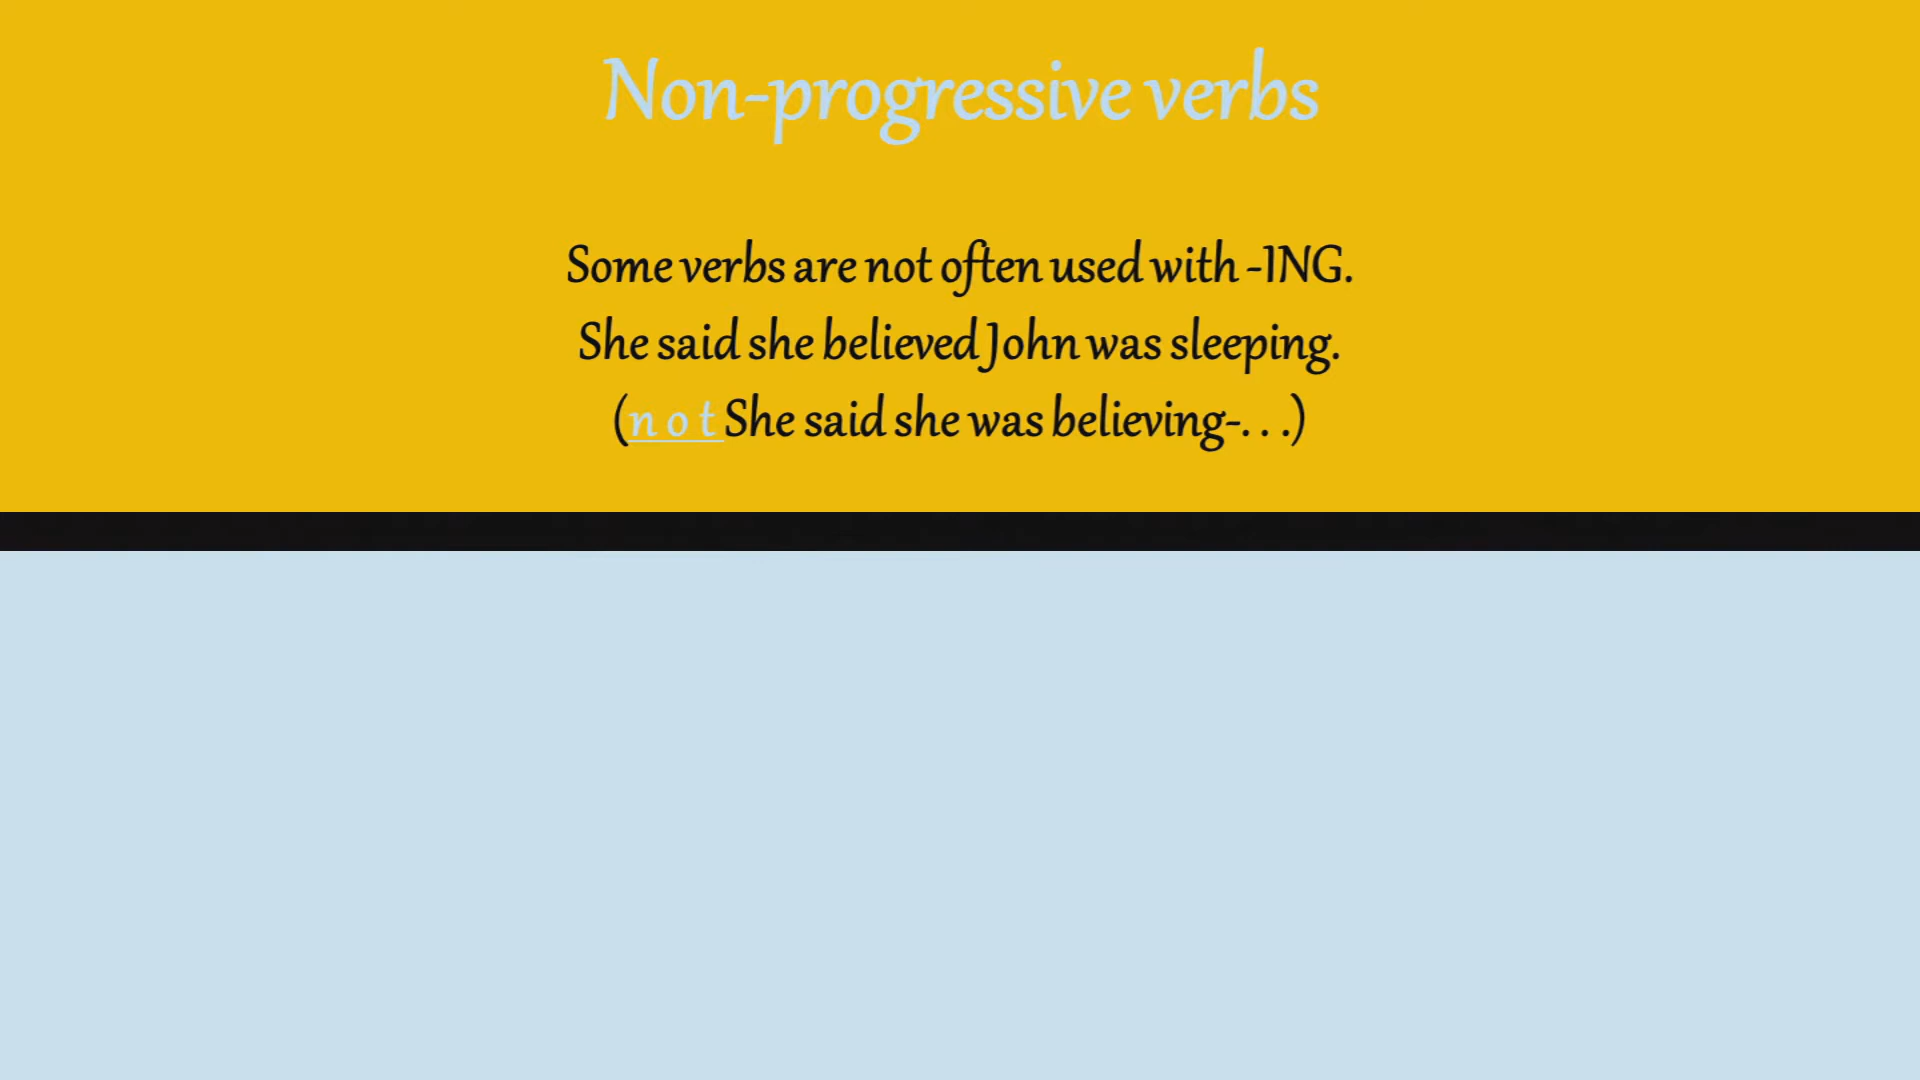 Non-progressive verbs
Some verbs are not often used with -ING.
She said she believed John was sleeping.
(n o t She said she was believing-. . .)